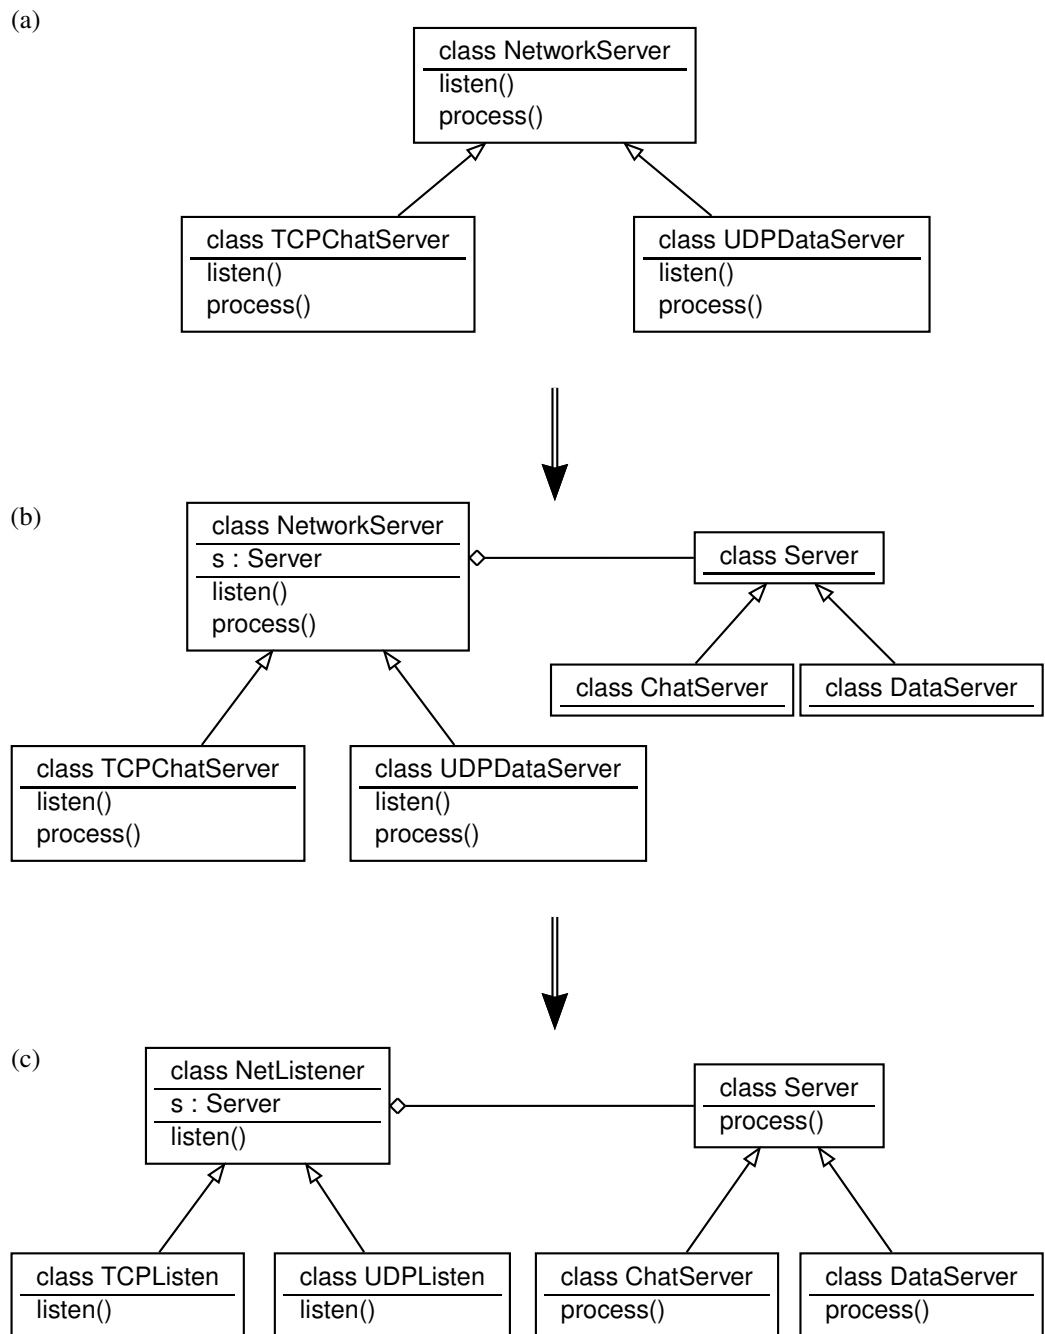 (a)
class NetworkServer
listen()
process()
class TCPChatServer
listen()
process()
class UDPDataServer
listen()
process()
(b)
class NetworkServer
s : Server
listen()
process()
class Server
class ChatServer
class DataServer
class TCPChatServer
listen()
process()
class UDPDataServer
listen()
process()
(c)
class NetListener
s : Server
listen()
class Server
process()
class TCPListen
listen()
class UDPListen
listen()
class ChatServer
process()
class DataServer
process()